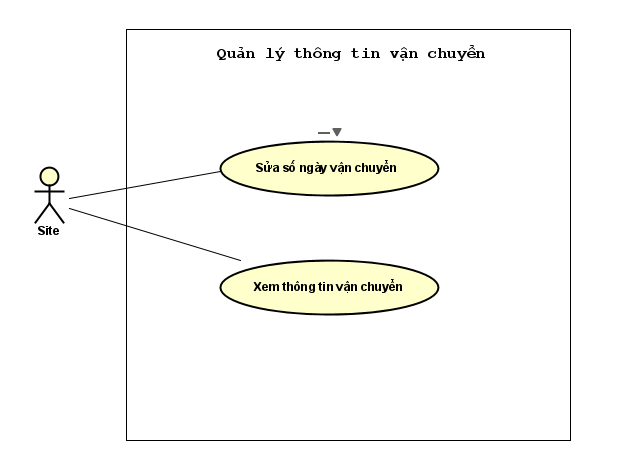 Quản lý thông tin vận chuyển
Sửa số ngày vận chuyển
Site
Xem thông tin vận chuyển